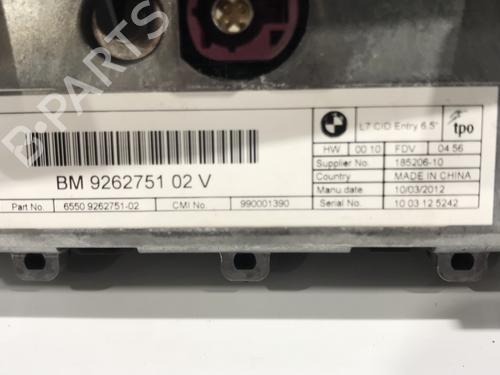 B-PARTS
BM 9262751 02 V
Part No. 6550 9262751-02 CMI No. 990001390
L7 CID Entry 6.5"
tpo
HW 00 10 FDV 04 56
Supplier No. 185206-10
Country MADE IN CHINA
Manu.date 10/03/2012
Serial No. 10 03 12 5242